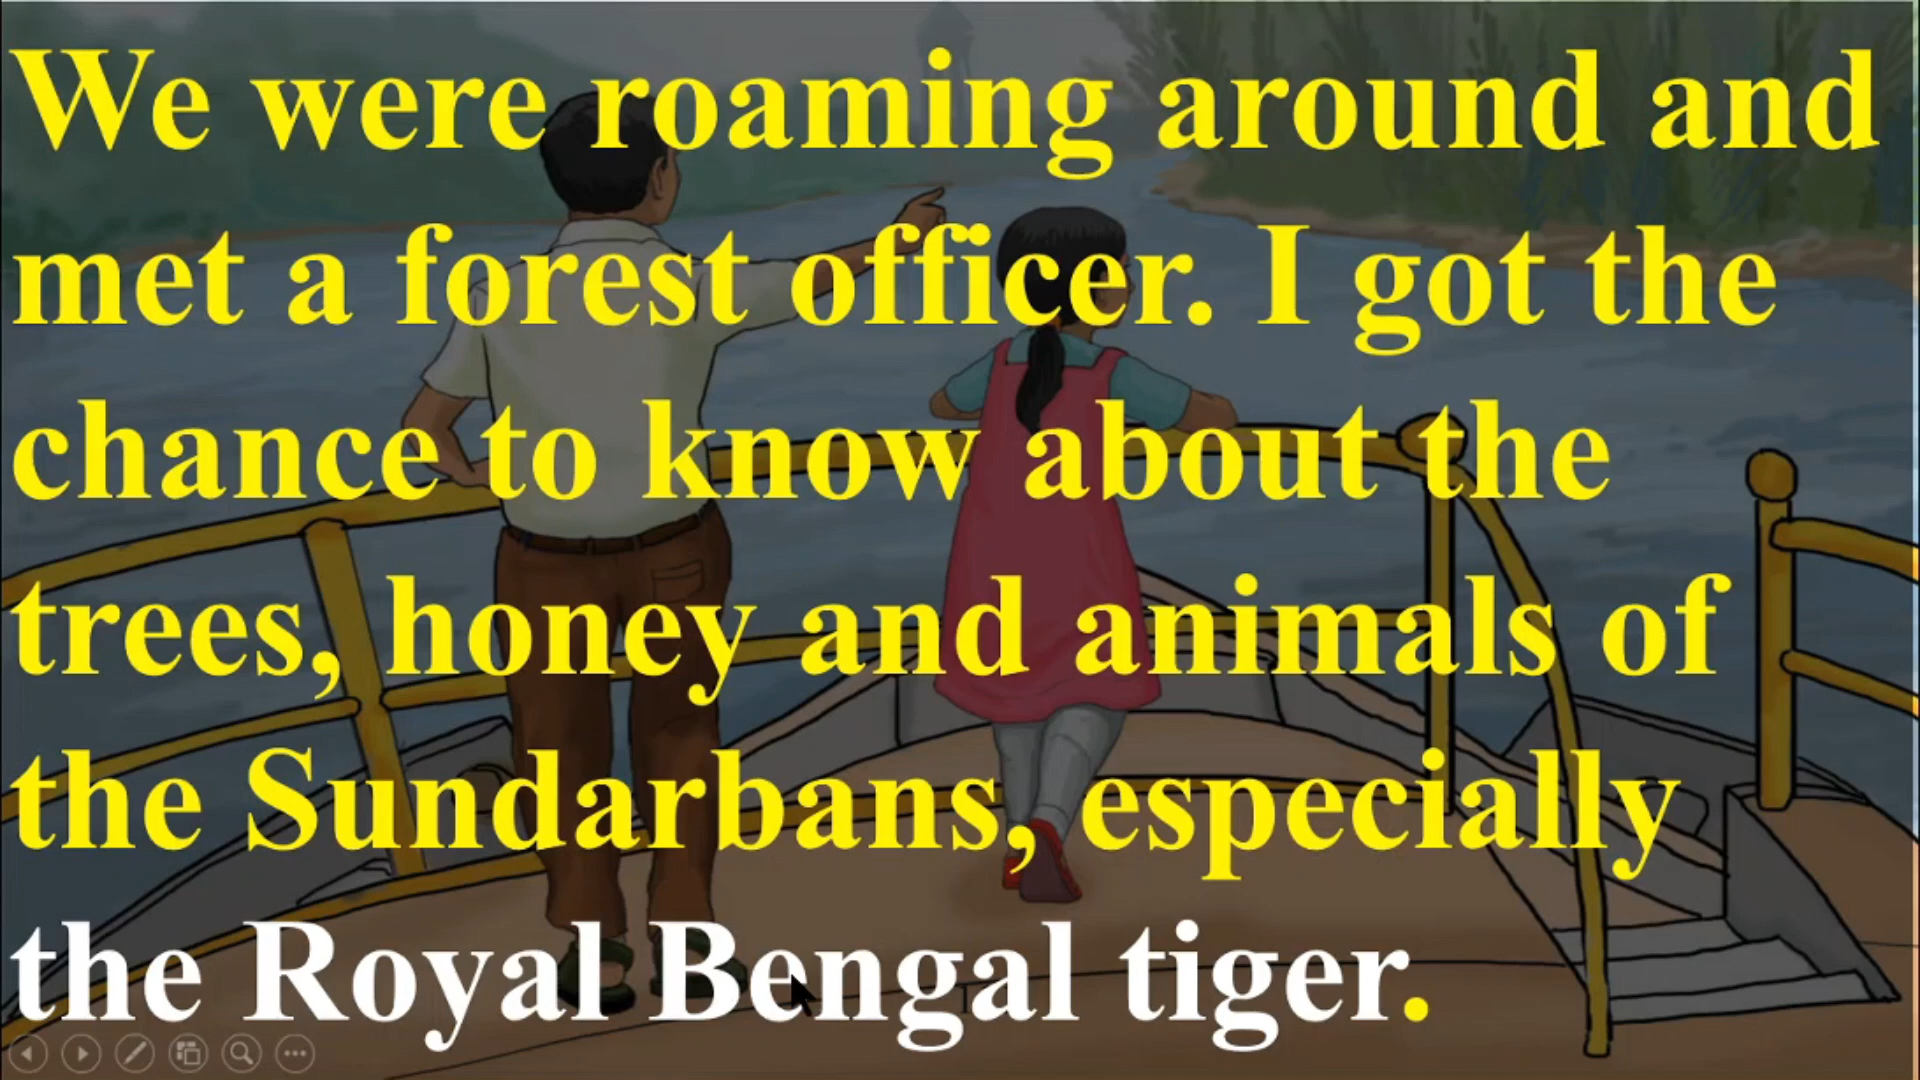 We were roaming around and
met a forest officer. I got the
chance to know about the
trees, honey and animals of
the Sundarbans, especially
the Royal Bengal tiger.